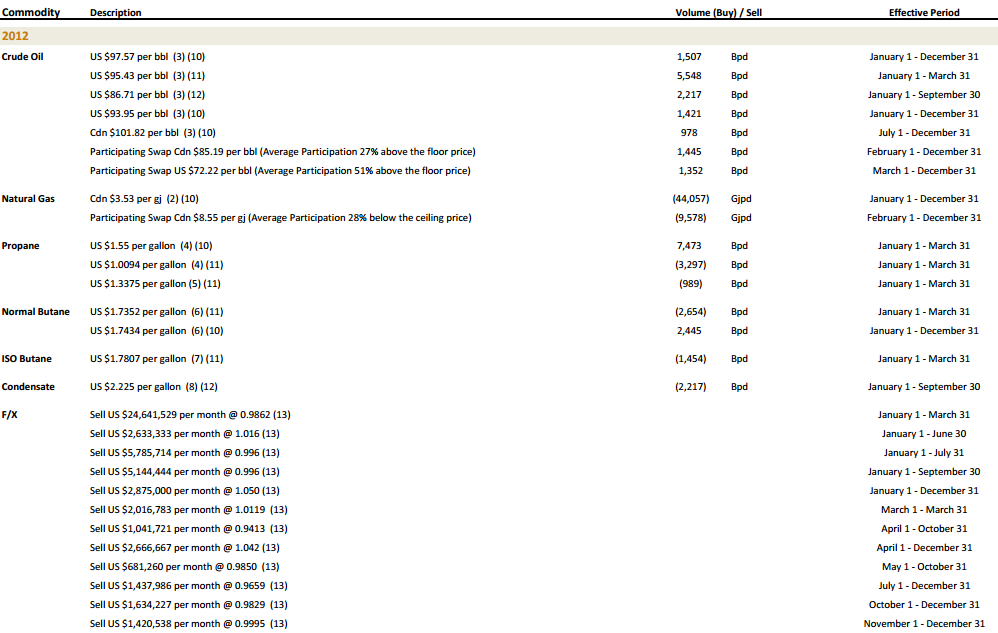 Commodity Description Volume (Buy) / Sell Effective Period
2012
Crude Oil US $97.57 per bbl (3) (10) 1,507 Bpd January 1 - December 31
US $95.43 per bbl (3) (11) 5,548 Bpd January 1 - March 31
US $86.71 per bbl (3) (12) 2,217 Bpd January 1 - September 30
US $93.95 per bbl (3) (10) 1,421 Bpd January 1 - December 31
Cdn $101.82 per bbl (3) (10) 978 Bpd July 1 - December 31
Participating Swap Cdn $85.19 per bbl (Average Participation 27% above the floor price) 1,445 Bpd February 1 - December 31
Participating Swap US $72.22 per bbl (Average Participation 51% above the floor price) 1,352 Bpd March 1 - December 31
Natural Gas Cdn $3.53 per gj (2) (10) (44,057) Gjpd January 1 - December 31
Participating Swap Cdn $8.55 per gj (Average Participation 28% below the ceiling price) (9,578) Gjpd February 1 - December 31
Propane US $1.55 per gallon (4) (10) 7,473 Bpd January 1 - March 31
US $1.0094 per gallon (4) (11) (3,297) Bpd January 1 - March 31
US $1.3375 per gallon (5) (11) (989) Bpd January 1 - March 31
Normal Butane US $1.7352 per gallon (6) (11) (2,654) Bpd January 1 - March 31
US $1.7434 per gallon (6) (10) 2,445 Bpd January 1 - December 31
ISO Butane US $1.7807 per gallon (7) (11) (1,454) Bpd January 1 - March 31
Condensate US $2.225 per gallon (8) (12) (2,217) Bpd January 1 - September 30
F/X Sell US $24,641,529 per month @ 0.9862 (13) January 1 - March 31
Sell US $2,633,333 per month @ 1.016 (13) January 1 - June 30
Sell US $5,785,714 per month @ 0.996 (13) January 1 - July 31
Sell US $5,144,444 per month @ 0.996 (13) January 1 - September 30
Sell US $2,875,000 per month @ 1.050 (13) January 1 - December 31
Sell US $2,016,783 per month @ 1.0119 (13) March 1 - March 31
Sell US $1,041,721 per month @ 0.9413 (13) April 1 - October 31
Sell US $2,666,667 per month @ 1.042 (13) April 1 - December 31
Sell US $681,260 per month @ 0.9850 (13) May 1 - October 31
Sell US $1,437,986 per month @ 0.9659 (13) July 1 - December 31
Sell US $1,634,227 per month @ 0.9829 (13) October 1 - December 31
Sell US $1,420,538 per month @ 0.9995 (13) November 1 - December 31